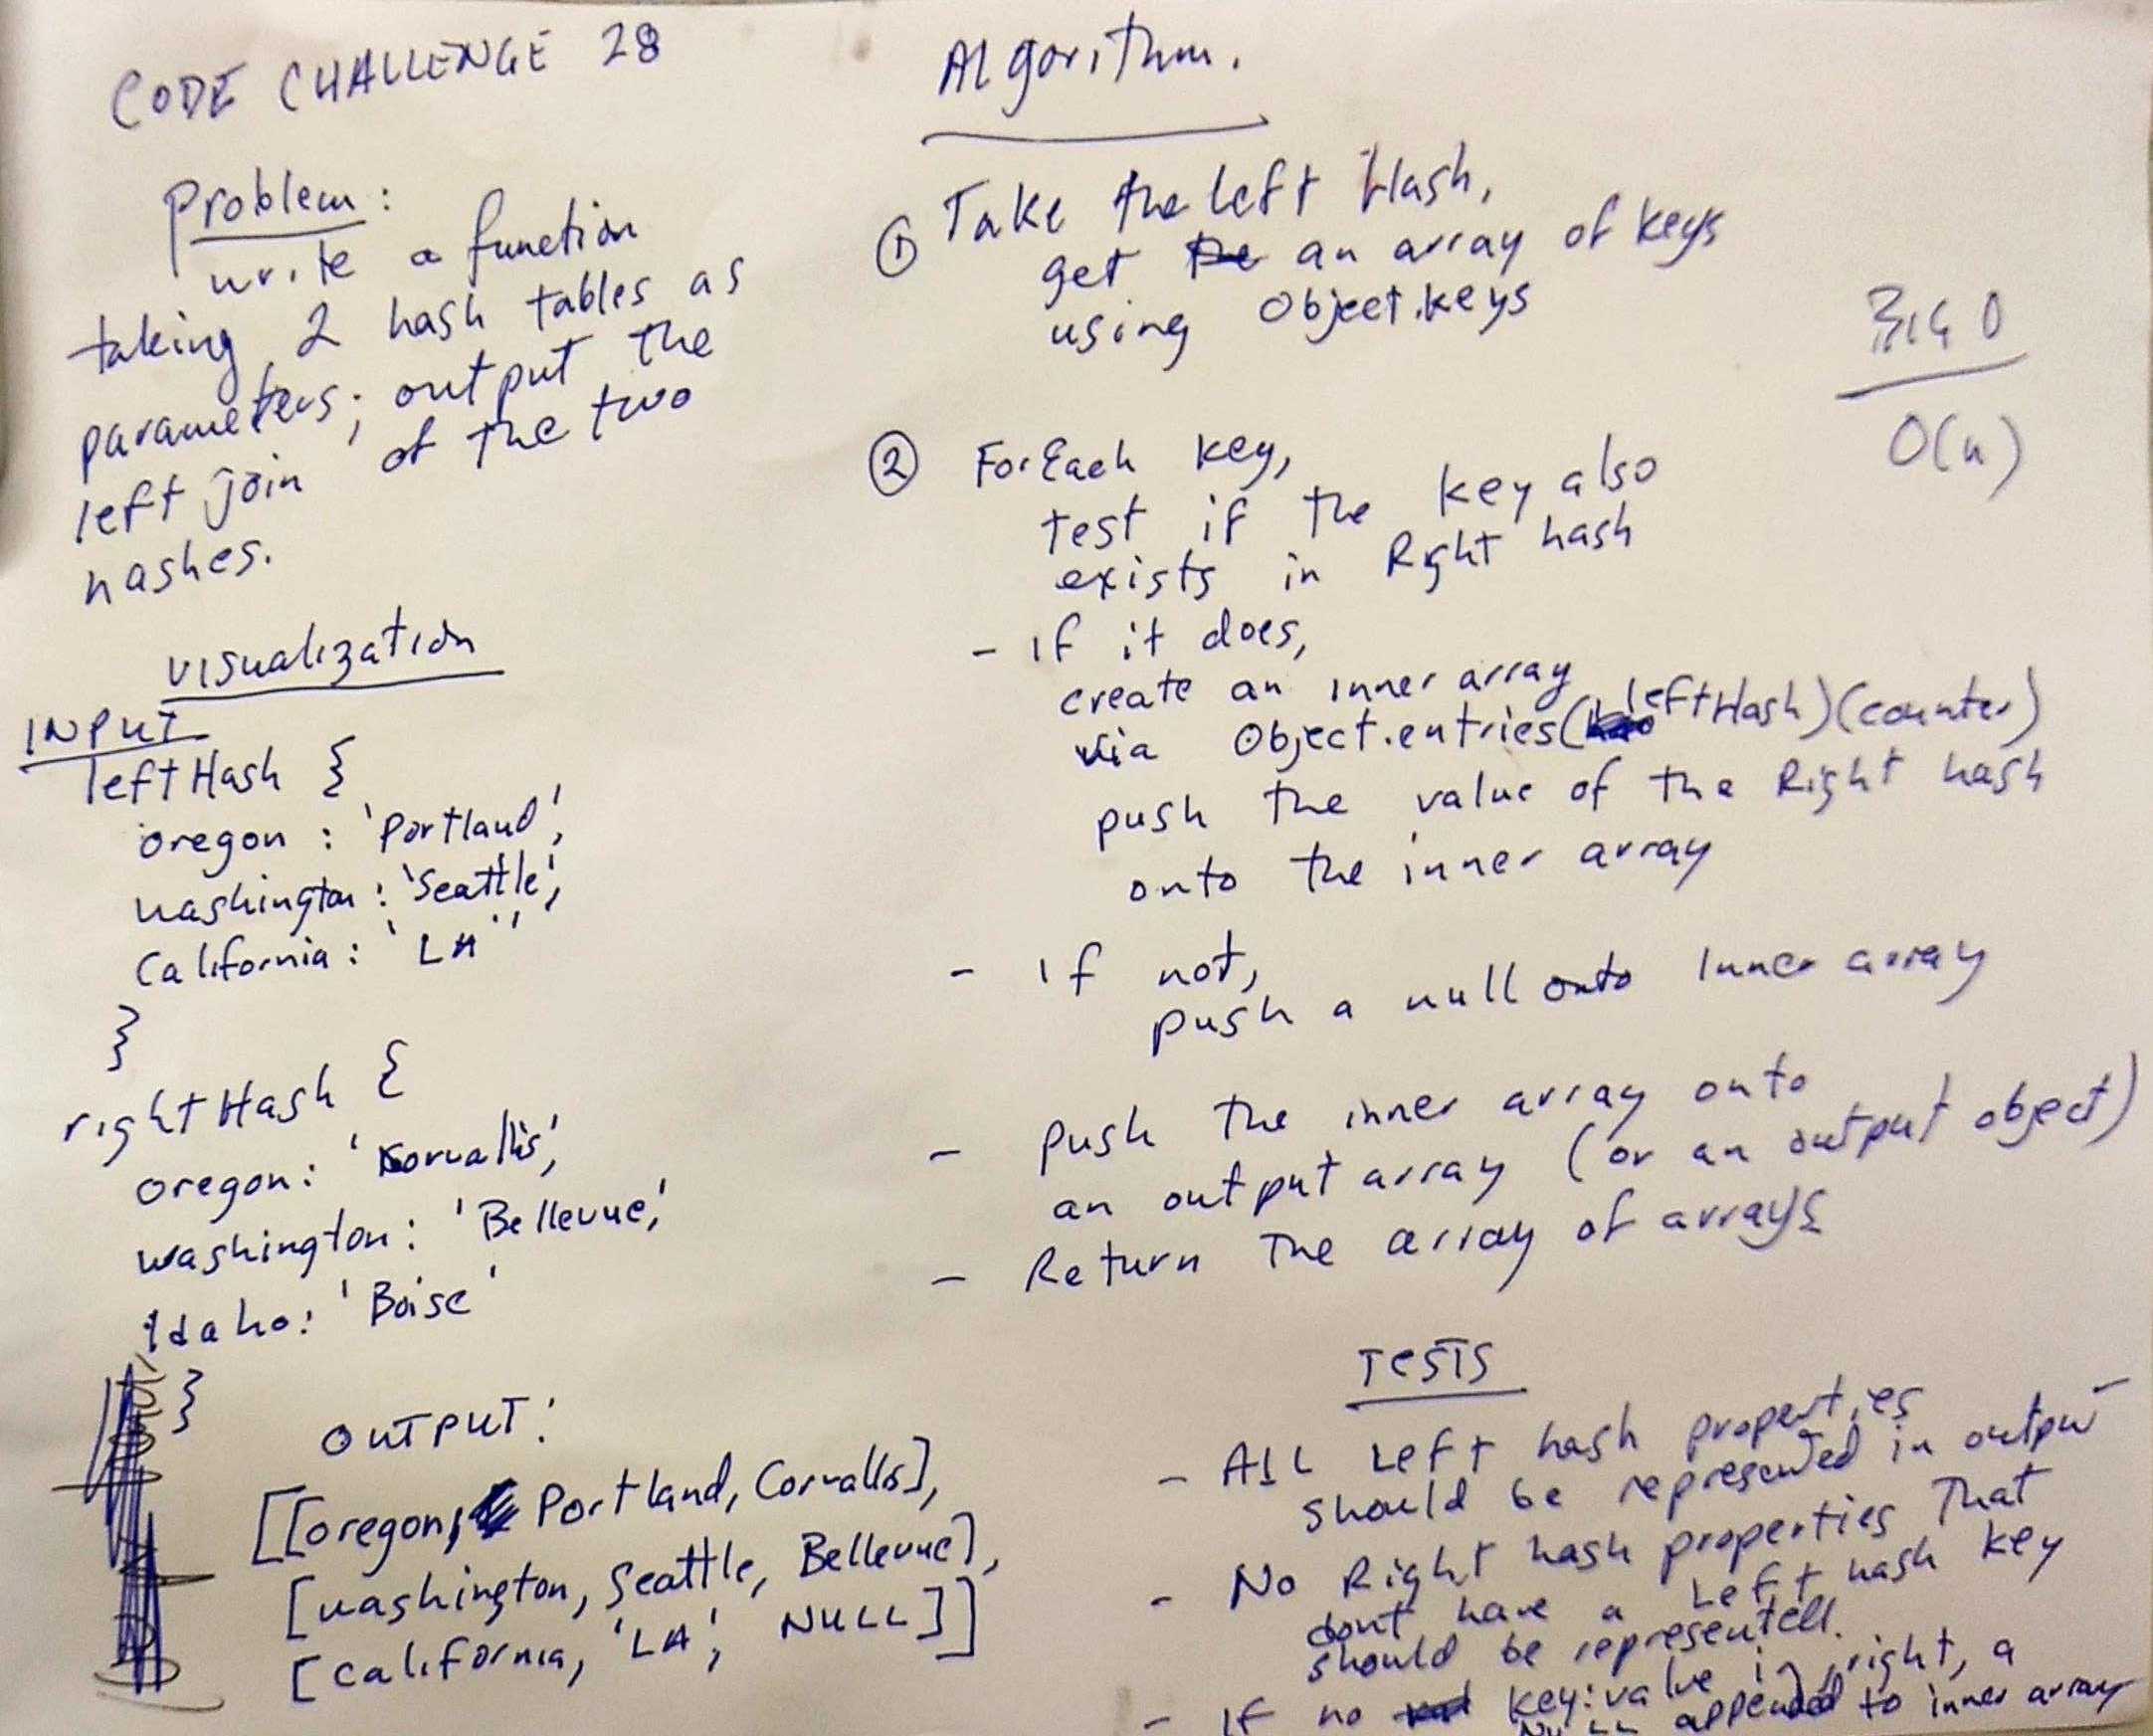 CODE CHALLENGE 28
Problem:
write a function
taking 2 hash tables as
parameters; output the
left join of the two
hashes.
visualization
INPUT
leftHash {
oregon : 'Portland',
washington : 'Seattle',
California : 'LA''
}
rightHash {
oregon: 'Corvallis',
washington: 'Bellevue',
Idaho: 'Boise'
}
OUTPUT:
[[oregon, Portland, Corvallis],
[washington, Seattle, Bellevue],
[california, 'LA', NULL]]
Algorithm.
① Take the left Hash,
get an array of keys
using Object.keys
BIG O
O(n)
② ForEach key,
test if the key also
exists in Right hash
- if it does,
create an inner array
via Object.entries(leftHash)(counter)
push the value of the Right hash
onto the inner array
- if not,
push a null onto Inner array
- push the inner array onto
an output array (or an output object)
- Return The array of arrays
TESTS
- All Left hash properties
should be represented in output
- No Right hash properties That
dont have a Left hash key
should be represented.
- If no key:value in right, a
Null appended to inner array